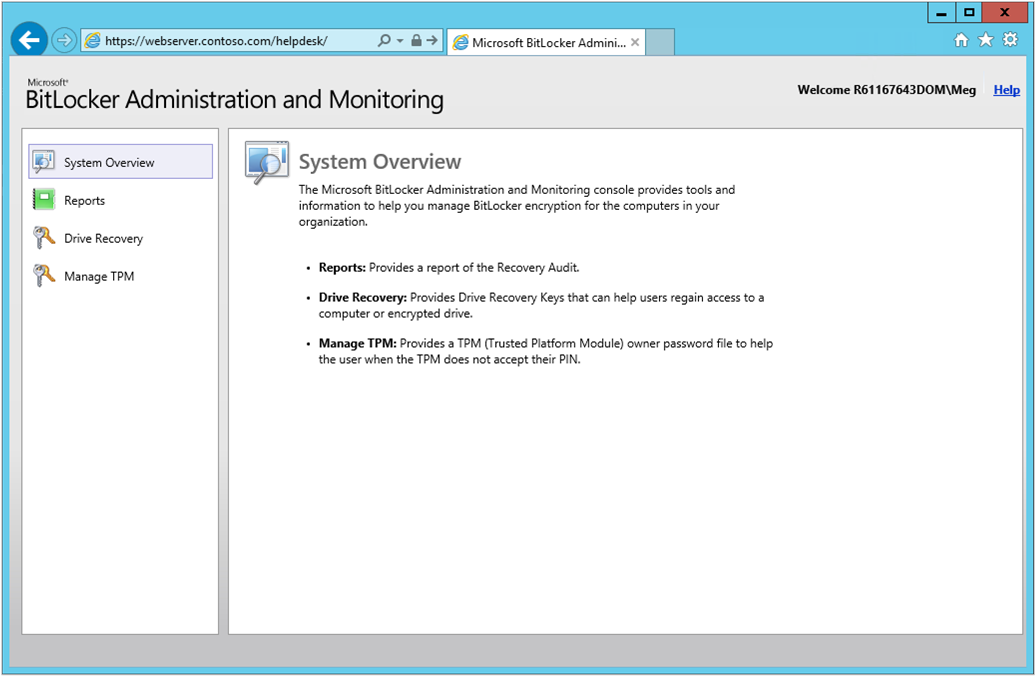 https://webserver.contoso.com/helpdesk/
Microsoft BitLocker Admini...
Microsoft®
BitLocker Administration and Monitoring
Welcome R61167643DOM\Meg Help
System Overview
Reports
Drive Recovery
Manage TPM
System Overview
The Microsoft BitLocker Administration and Monitoring console provides tools and
information to help you manage BitLocker encryption for the computers in your
organization.
• Reports: Provides a report of the Recovery Audit.
• Drive Recovery: Provides Drive Recovery Keys that can help users regain access to a
computer or encrypted drive.
• Manage TPM: Provides a TPM (Trusted Platform Module) owner password file to help
the user when the TPM does not accept their PIN.